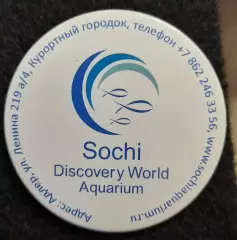 Адрес: Адлер, ул. Ленина 219 а/4, Курортный городок, телефон +7 862 246 33 56, www.sochiaquarium.ru
Sochi
Discovery World
Aquarium